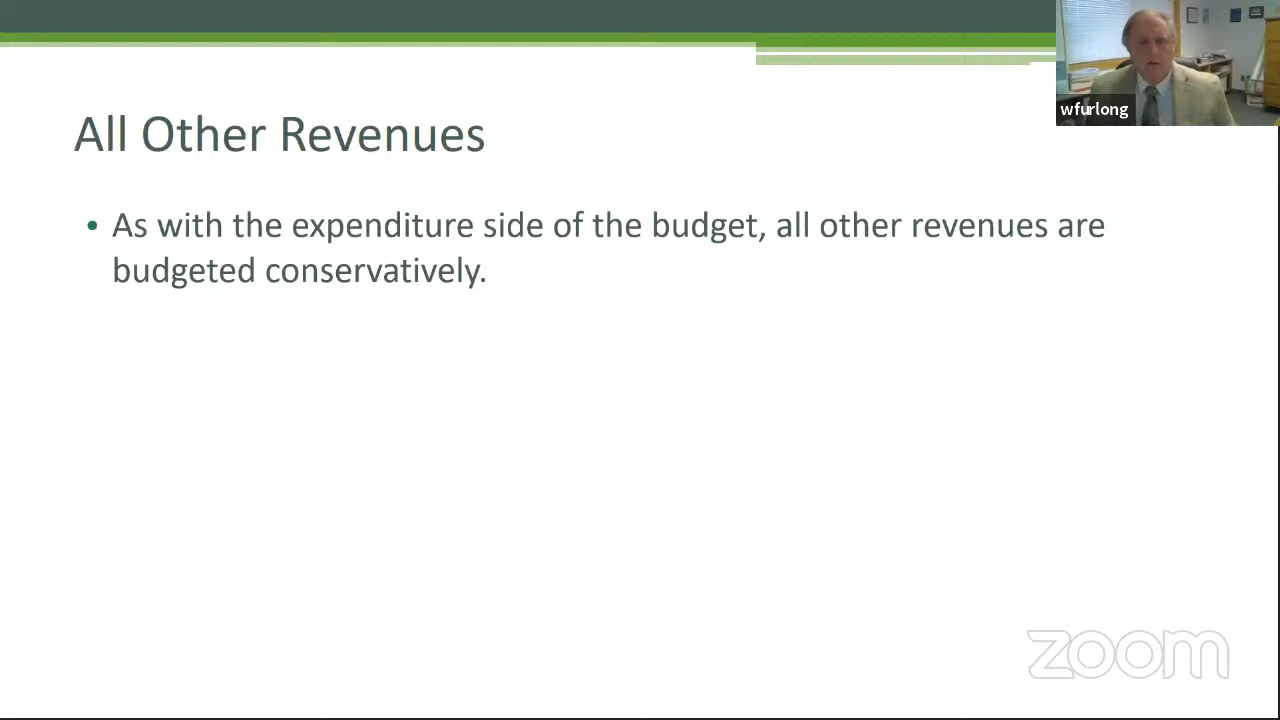 wfurlong
All Other Revenues
• As with the expenditure side of the budget, all other revenues are
budgeted conservatively.
zoom